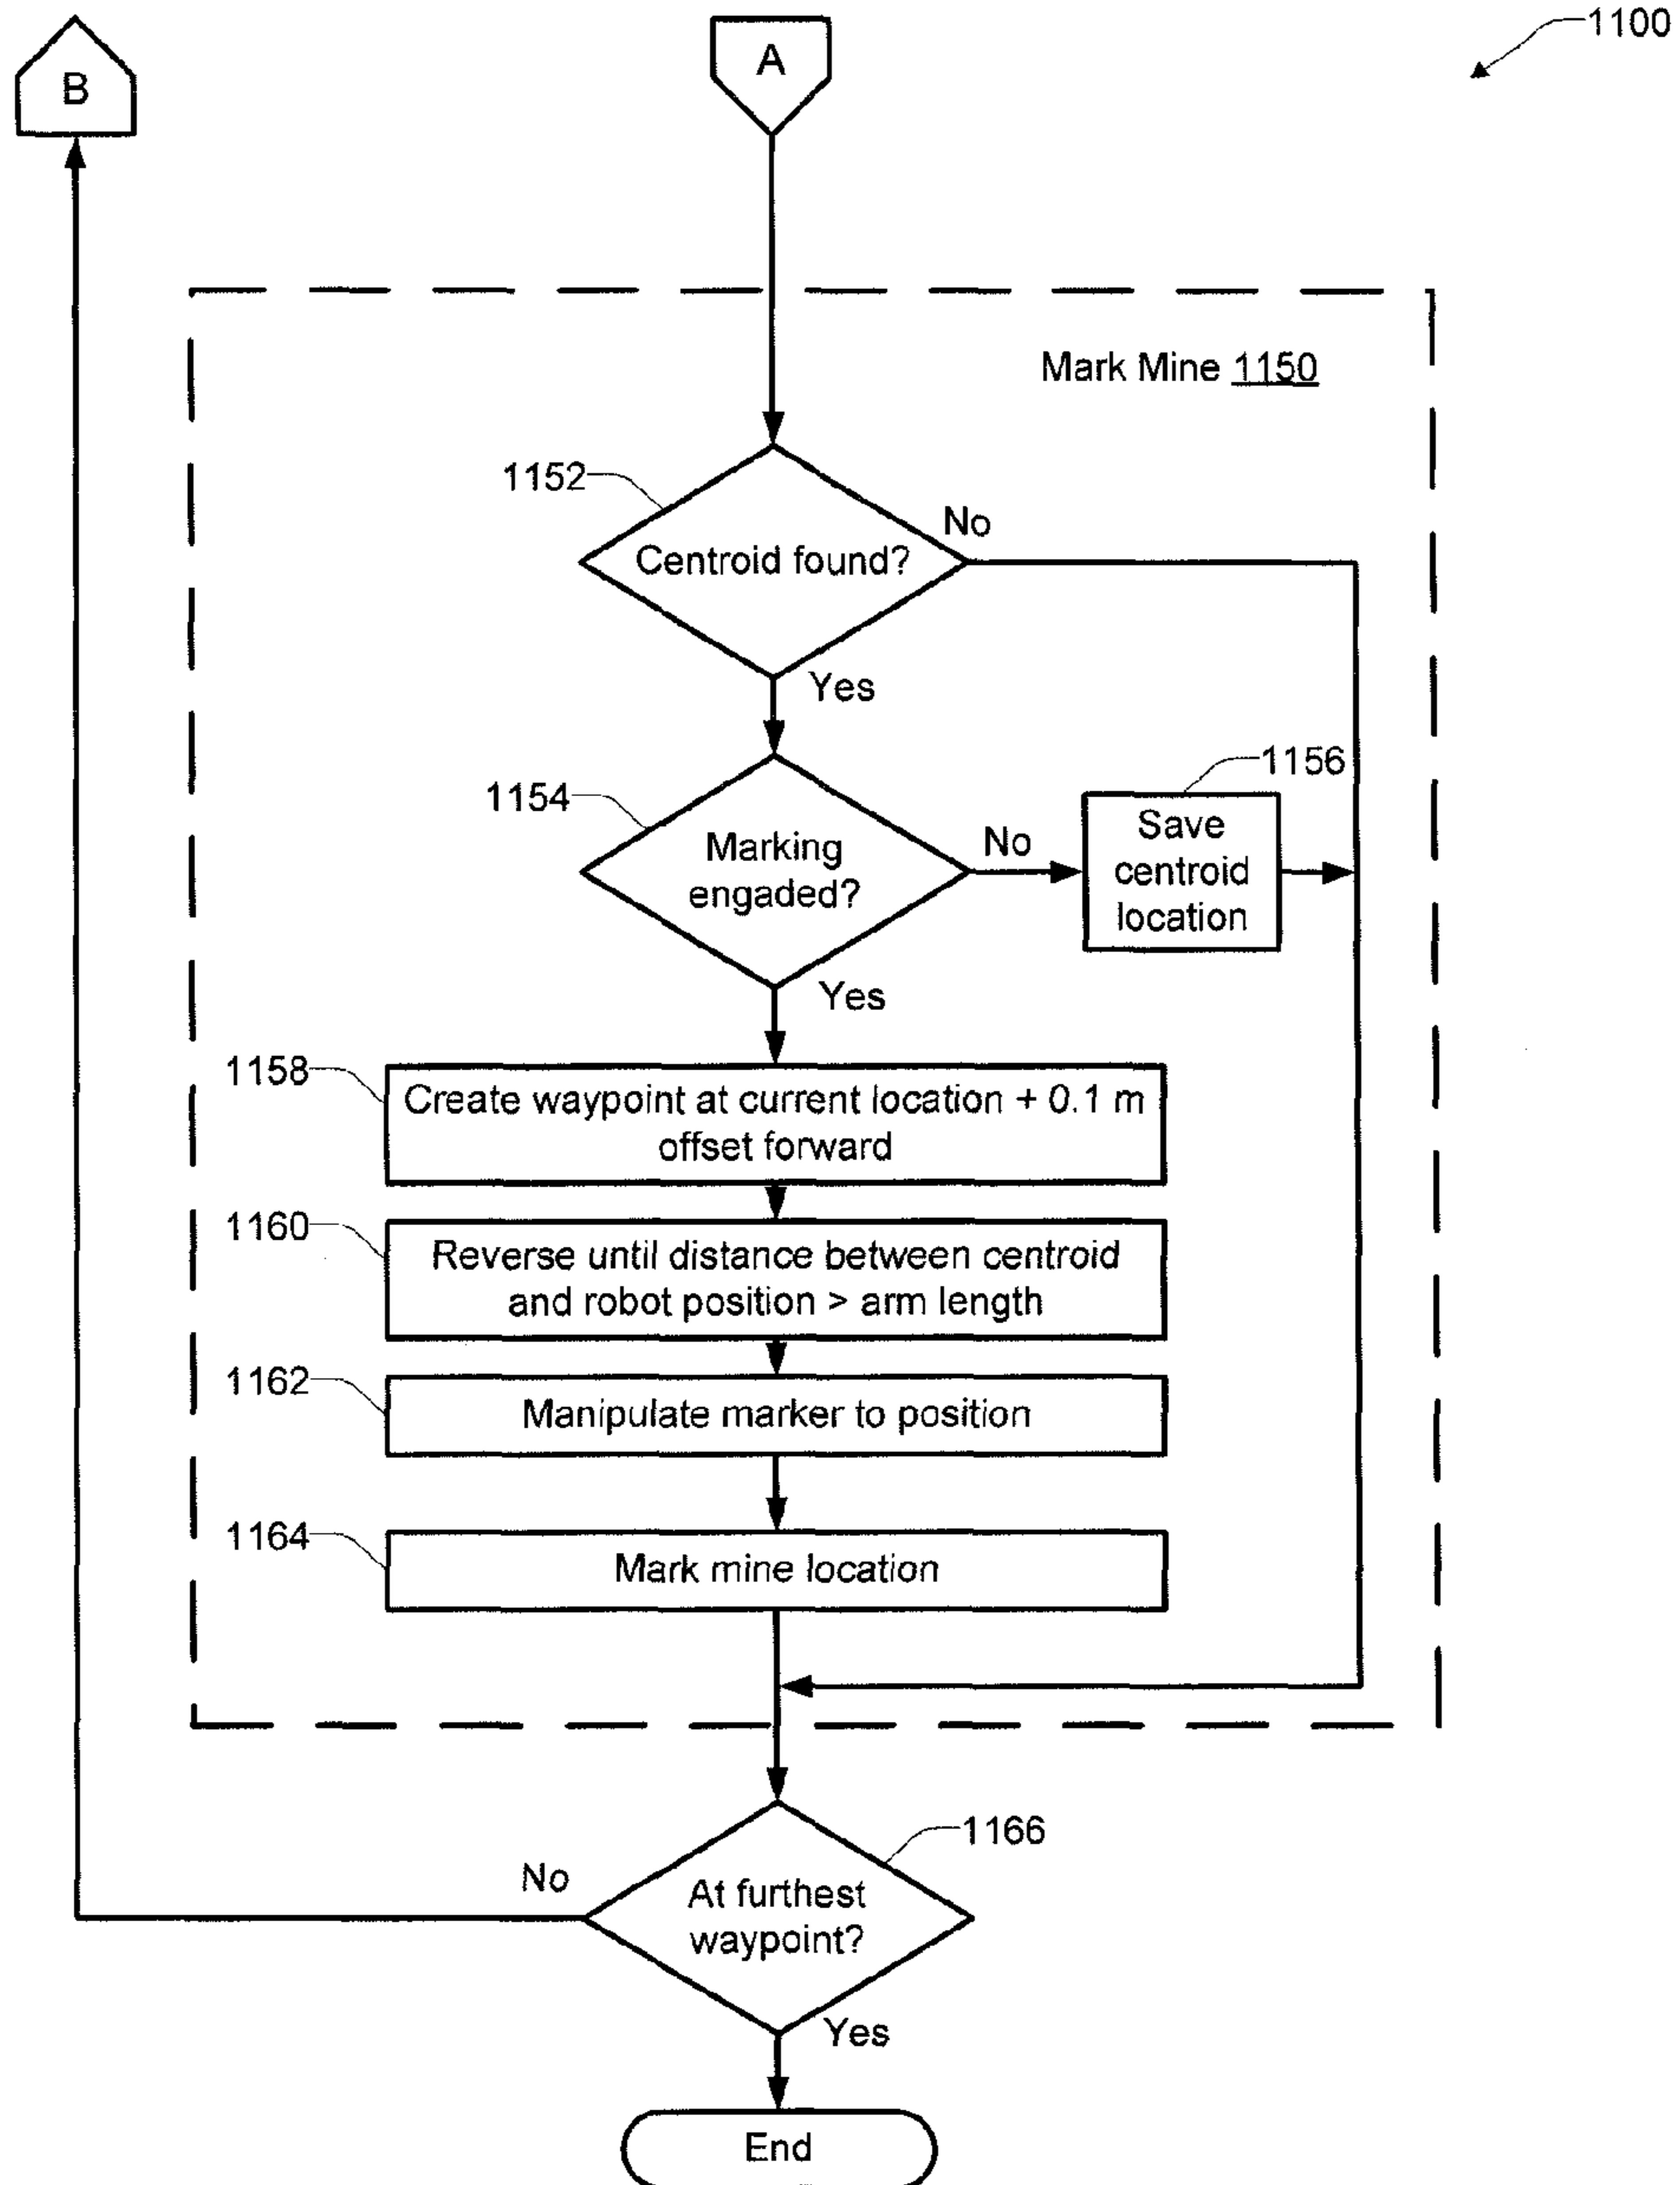 1100
B
A
Mark Mine 1150
1152
Centroid found?
No
Yes
1154
Marking
engaded?
No
1156
Save
centroid
location
Yes
1158
Create waypoint at current location + 0.1 m
offset forward
1160
Reverse until distance between centroid
and robot position > arm length
1162
Manipulate marker to position
1164
Mark mine location
1166
At furthest
waypoint?
No
Yes
End